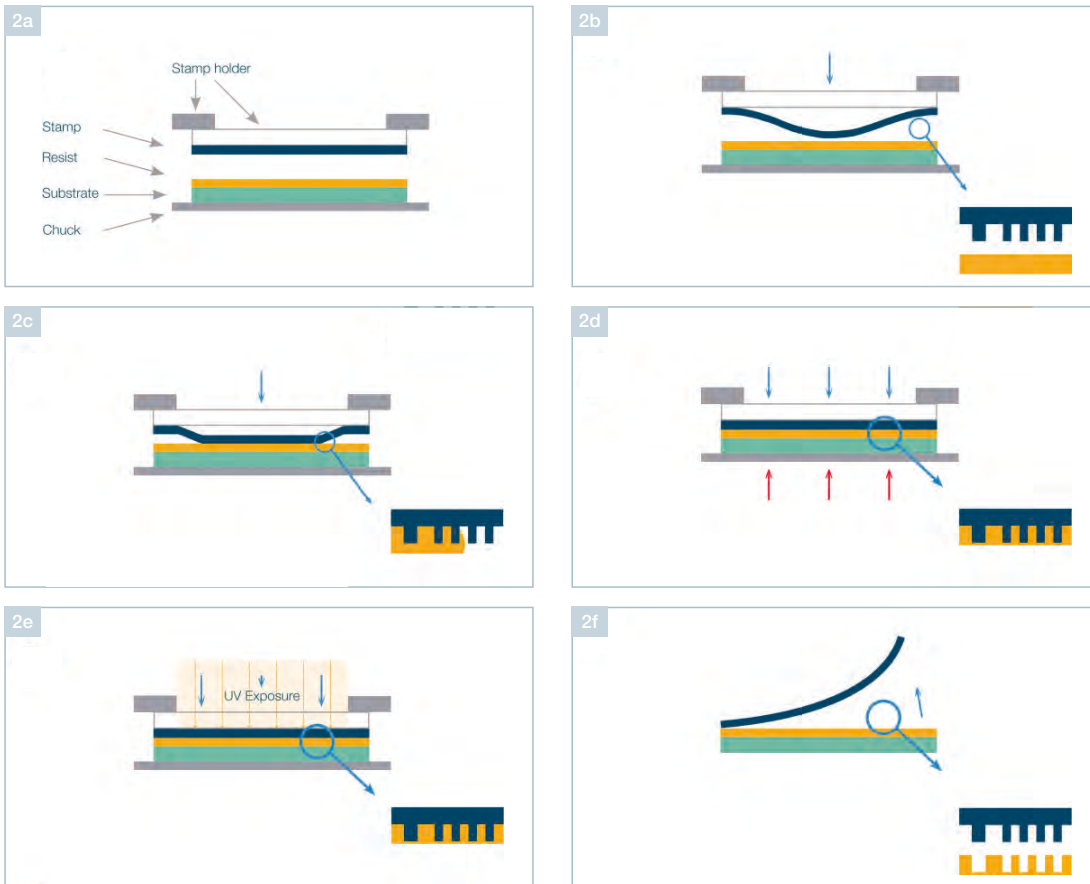 2a
Stamp holder
Stamp
Resist
Substrate
Chuck
2b
2c
2d
2e
UV Exposure
2f